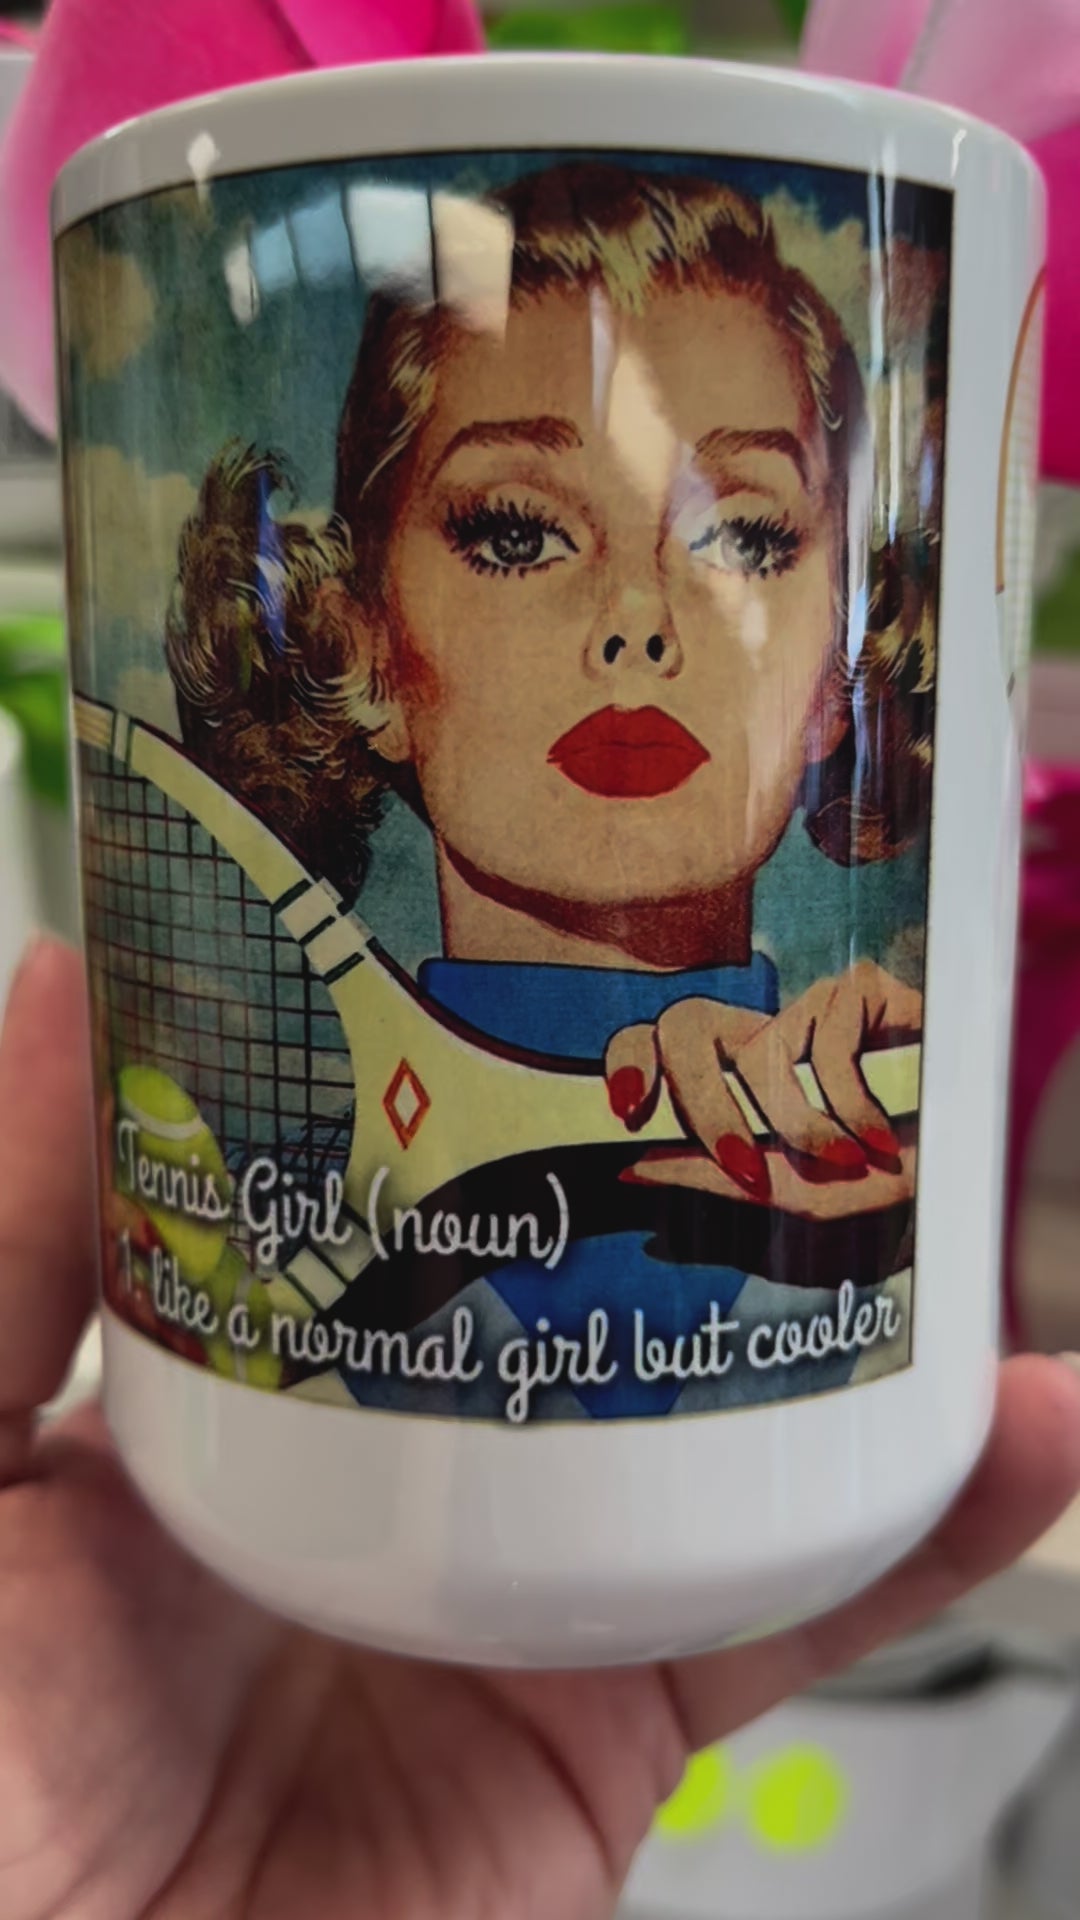 Tennis Girl (noun)
1. like a normal girl but cooler